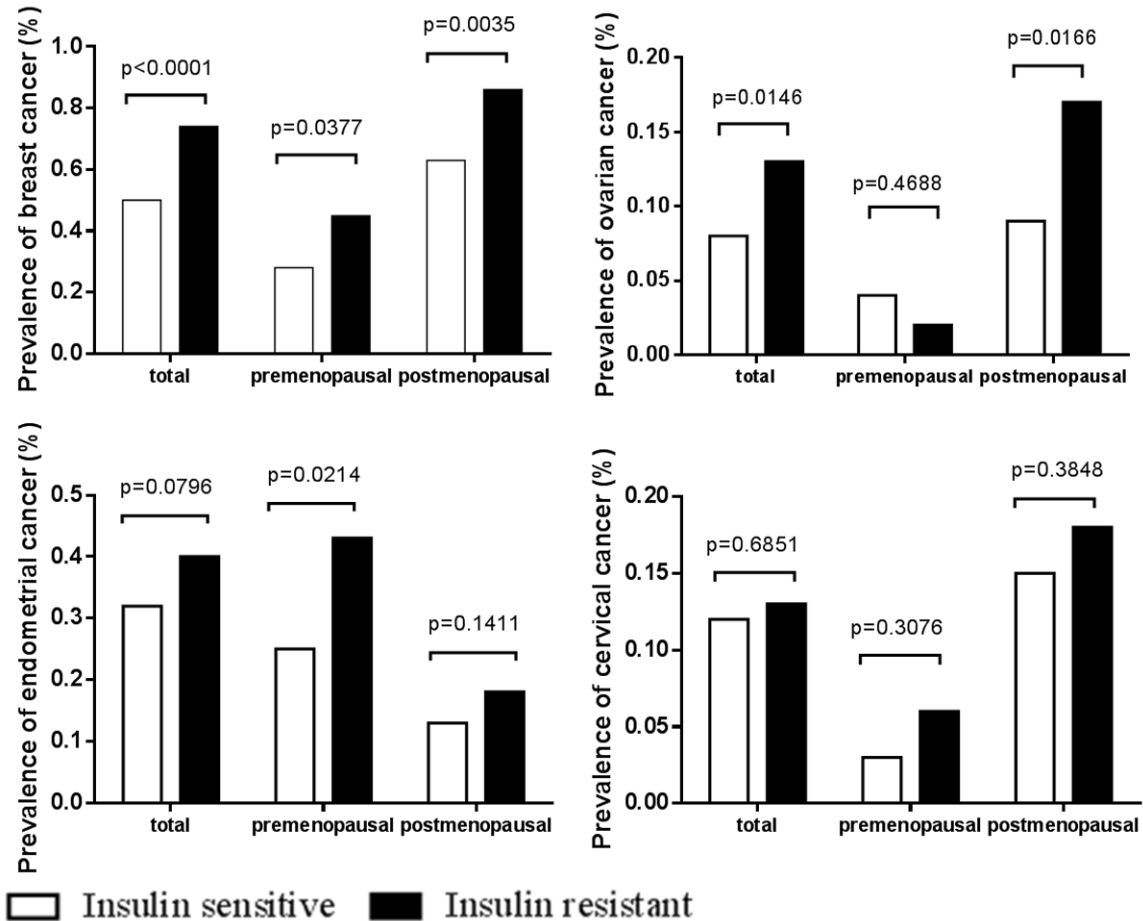 Prevalence of breast cancer (%)
1.0
0.8
0.6
0.4
0.2
0.0
p<0.0001
p=0.0377
p=0.0035
total premenopausal postmenopausal
Prevalence of ovarian cancer (%)
0.20
0.15
0.10
0.05
0.00
p=0.0146
p=0.4688
p=0.0166
total premenopausal postmenopausal
Prevalence of endometrial cancer (%)
0.5
0.4
0.3
0.2
0.1
0.0
p=0.0796
p=0.0214
p=0.1411
total premenopausal postmenopausal
Prevalence of cervical cancer (%)
0.20
0.15
0.10
0.05
0.00
p=0.6851
p=0.3076
p=0.3848
total premenopausal postmenopausal
Insulin sensitive Insulin resistant